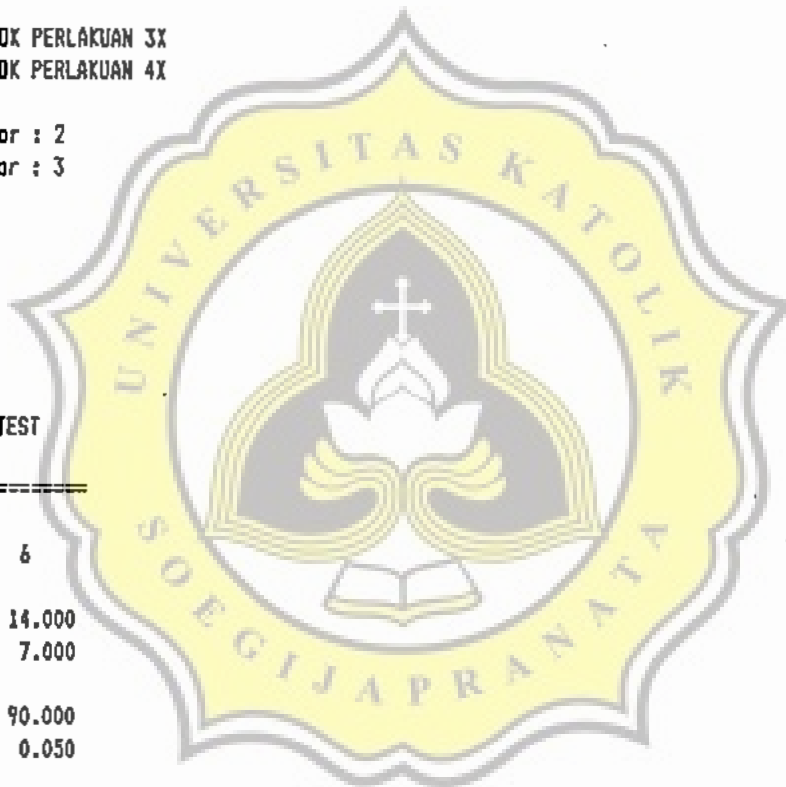 OK PERLAKUAN 3X
OK PERLAKUAN 4X
or : 2
or : 3
UNIVERSITAS KATOLIK
SOEGIJAPRANATA
TEST
6
14.000
7.000
90.000
0.050